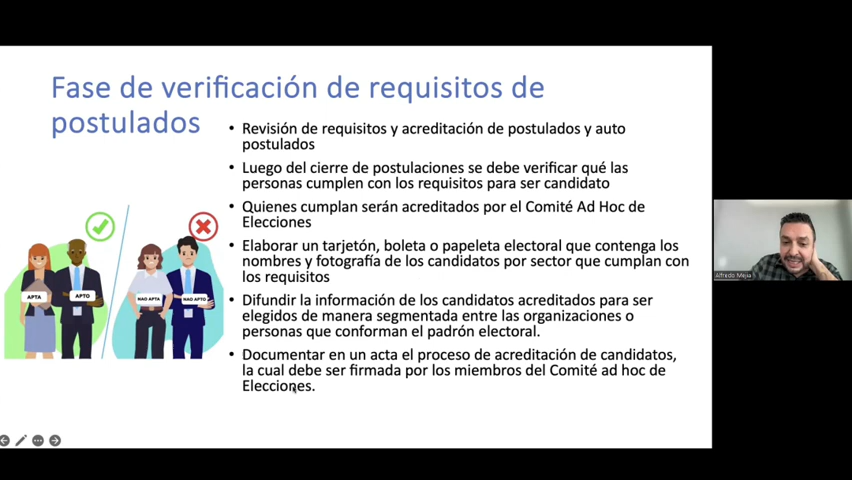 Fase de verificación de requisitos de
postulados
• Revisión de requisitos y acreditación de postulados y auto
postulados
• Luego del cierre de postulaciones se debe verificar qué las
personas cumplen con los requisitos para ser candidato
• Quienes cumplan serán acreditados por el Comité Ad Hoc de
Elecciones
• Elaborar un tarjetón, boleta o papeleta electoral que contenga los
nombres y fotografía de los candidatos por sector que cumplan con
los requisitos
• Difundir la información de los candidatos acreditados para ser
elegidos de manera segmentada entre las organizaciones o
personas que conforman el padrón electoral.
• Documentar en un acta el proceso de acreditación de candidatos,
la cual debe ser firmada por los miembros del Comité ad hoc de
Elecciones.
APTA
APTO
NAO APTA
NAO APTO
Alfredo Mejia